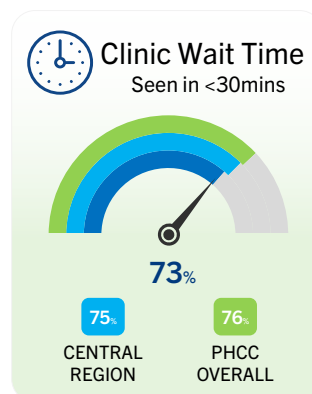 Clinic Wait Time
Seen in <30mins
73%
75%
76%
CENTRAL
REGION
PHCC
OVERALL